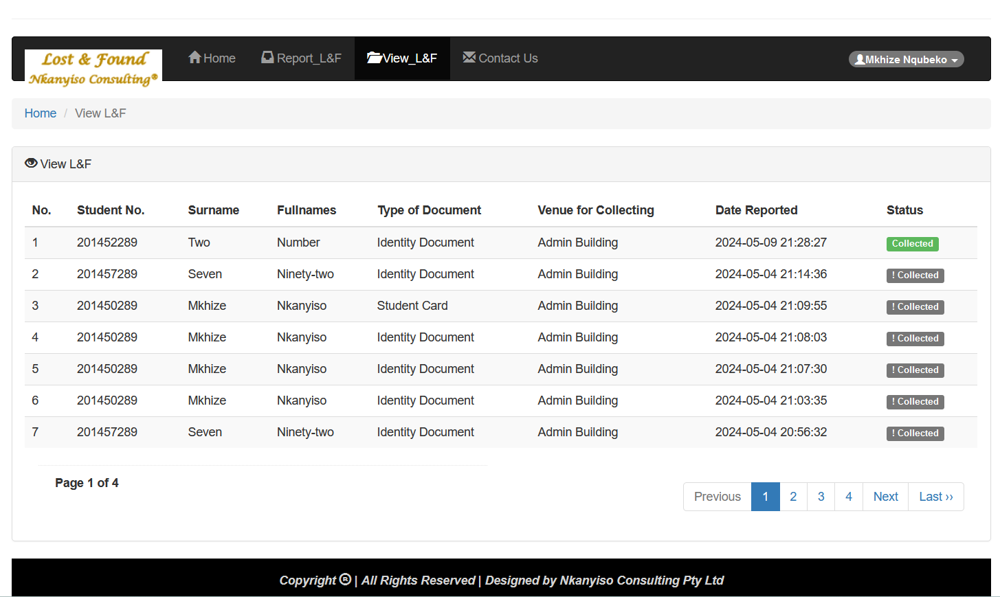 Lost & Found
Nkanyiso Consulting®
Home Report_L&F View_L&F Contact Us Mkhize Nqubeko
Home / View L&F
View L&F
No. Student No. Surname Fullnames Type of Document Venue for Collecting Date Reported Status
1 201452289 Two Number Identity Document Admin Building 2024-05-09 21:28:27 Collected
2 201457289 Seven Ninety-two Identity Document Admin Building 2024-05-04 21:14:36 ! Collected
3 201450289 Mkhize Nkanyiso Student Card Admin Building 2024-05-04 21:09:55 ! Collected
4 201450289 Mkhize Nkanyiso Identity Document Admin Building 2024-05-04 21:08:03 ! Collected
5 201450289 Mkhize Nkanyiso Identity Document Admin Building 2024-05-04 21:07:30 ! Collected
6 201450289 Mkhize Nkanyiso Identity Document Admin Building 2024-05-04 21:03:35 ! Collected
7 201457289 Seven Ninety-two Identity Document Admin Building 2024-05-04 20:56:32 ! Collected
Page 1 of 4
Previous 1 2 3 4 Next Last ››
Copyright ® | All Rights Reserved | Designed by Nkanyiso Consulting Pty Ltd